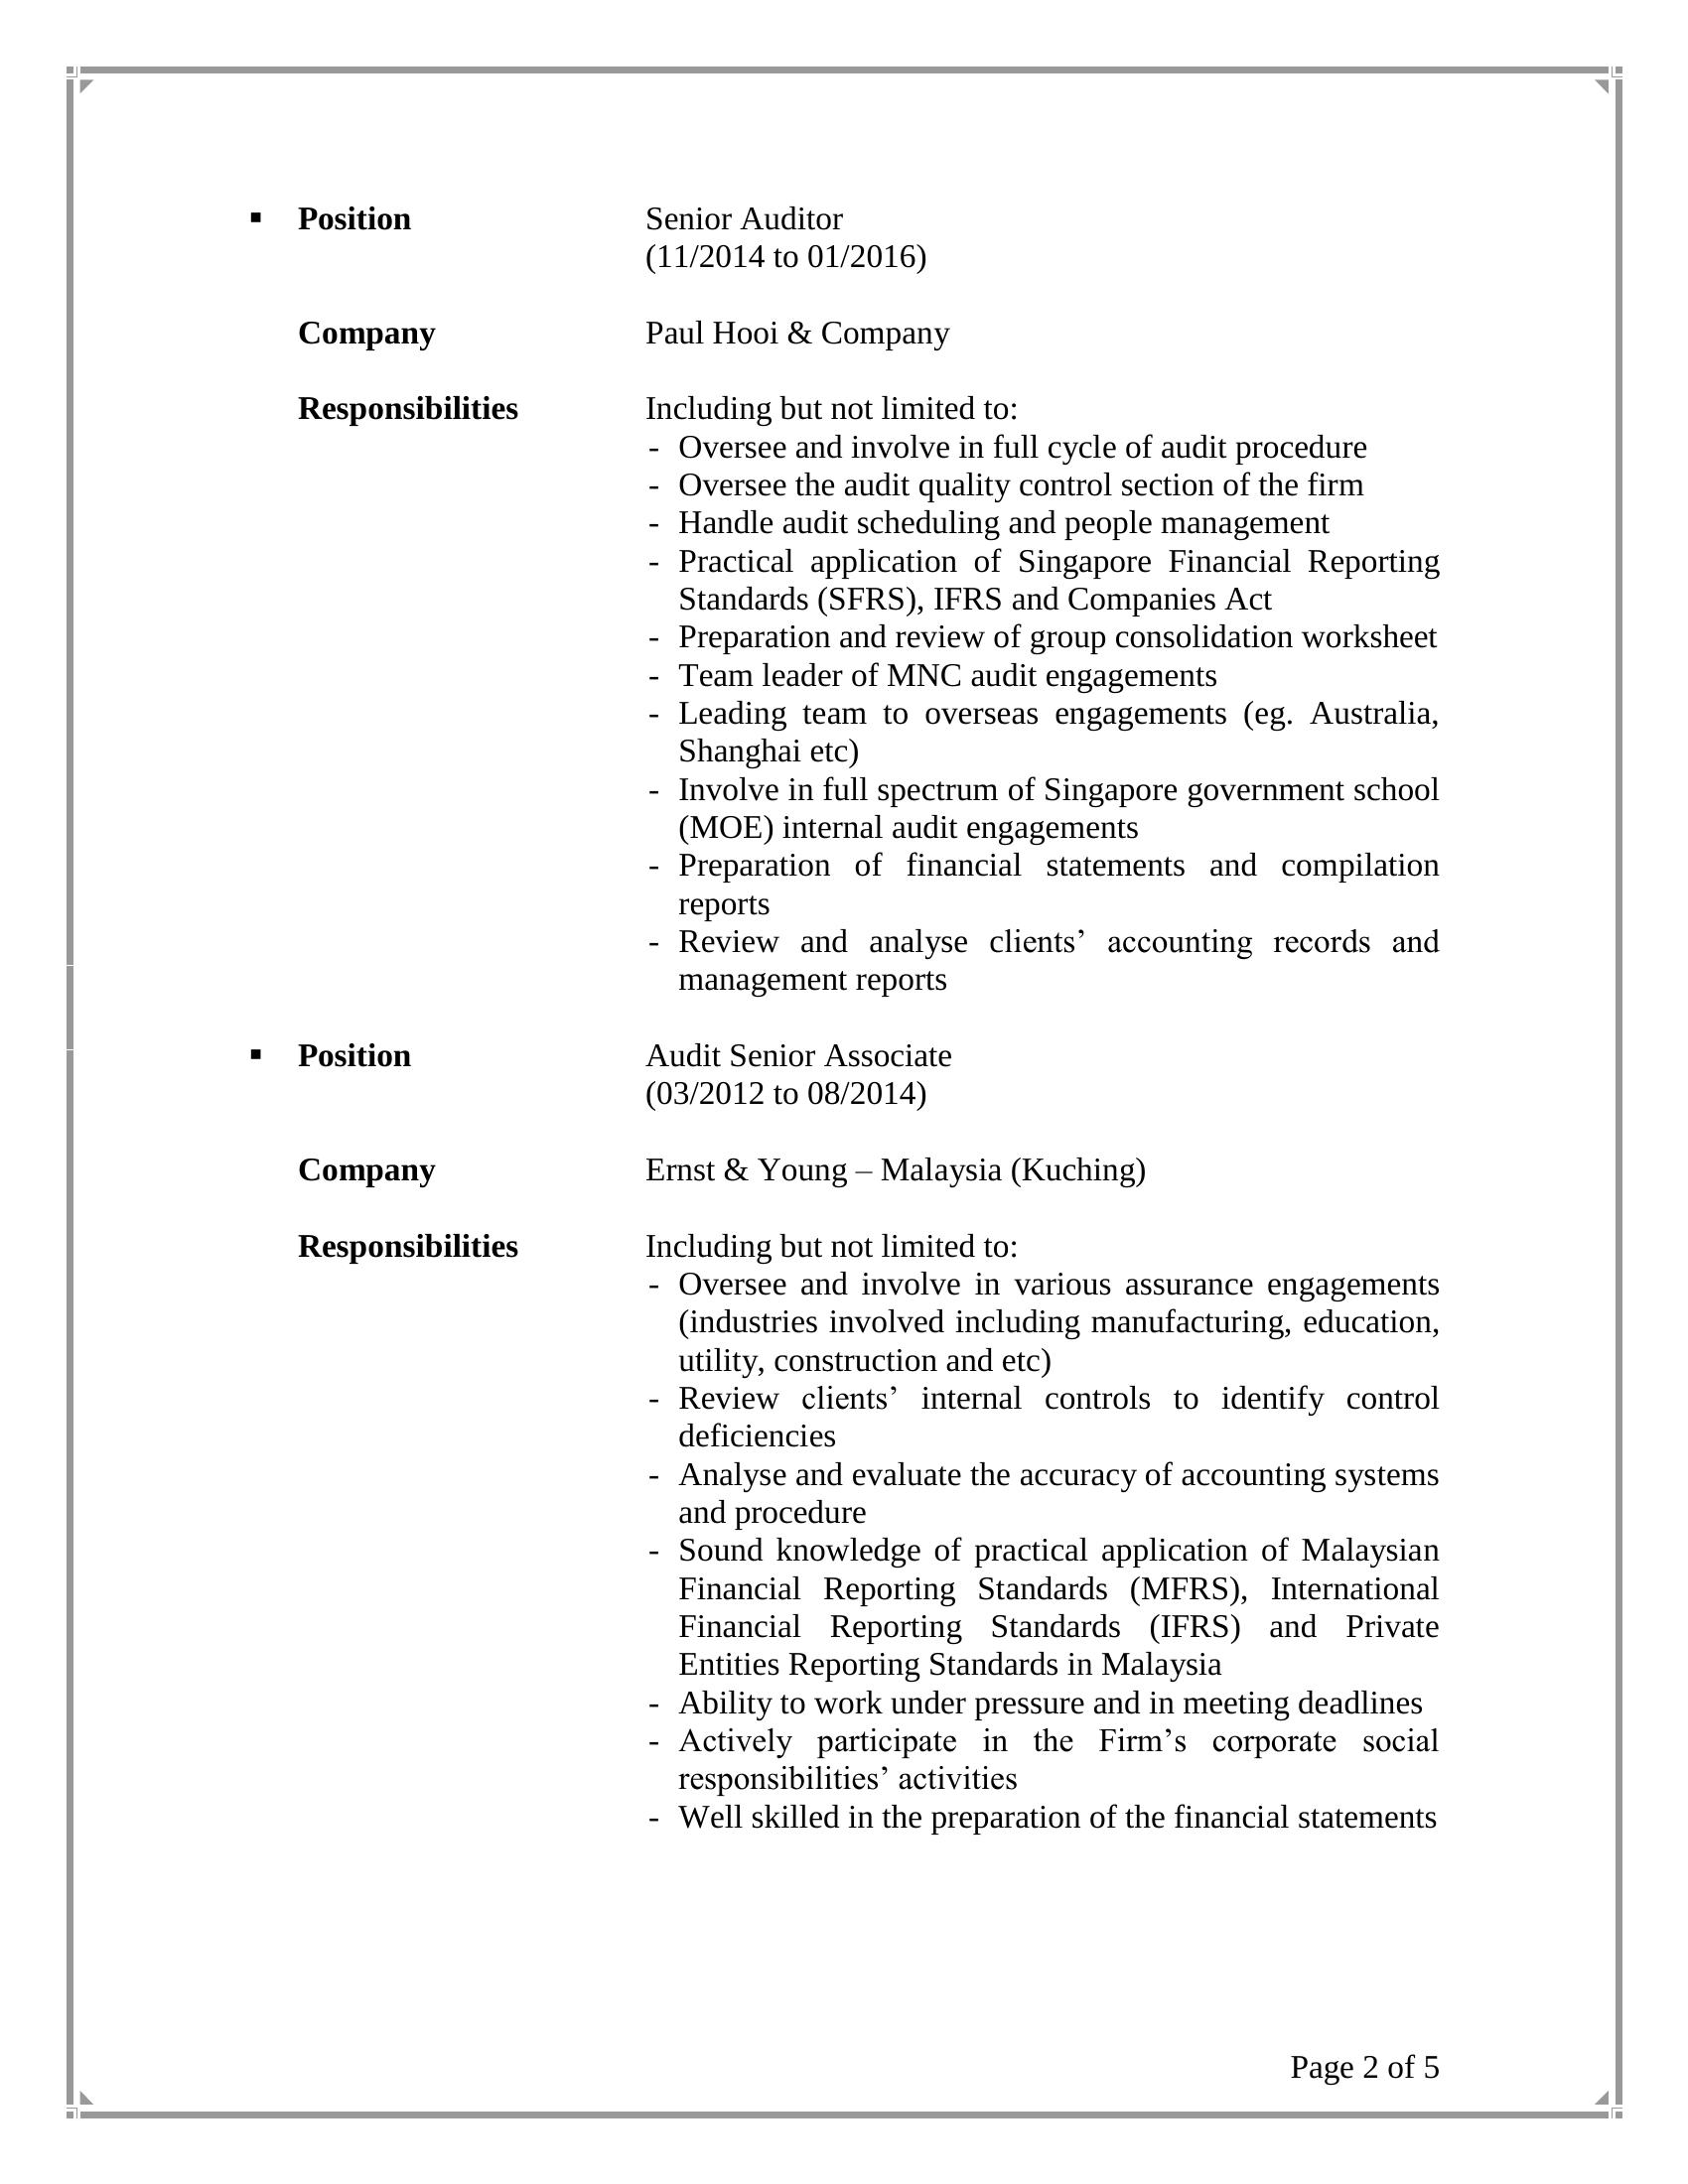 ▪ Position Senior Auditor
(11/2014 to 01/2016)
Company Paul Hooi & Company
Responsibilities Including but not limited to:
- Oversee and involve in full cycle of audit procedure
- Oversee the audit quality control section of the firm
- Handle audit scheduling and people management
- Practical application of Singapore Financial Reporting
Standards (SFRS), IFRS and Companies Act
- Preparation and review of group consolidation worksheet
- Team leader of MNC audit engagements
- Leading team to overseas engagements (eg. Australia,
Shanghai etc)
- Involve in full spectrum of Singapore government school
(MOE) internal audit engagements
- Preparation of financial statements and compilation
reports
- Review and analyse clients’ accounting records and
management reports
▪ Position Audit Senior Associate
(03/2012 to 08/2014)
Company Ernst & Young – Malaysia (Kuching)
Responsibilities Including but not limited to:
- Oversee and involve in various assurance engagements
(industries involved including manufacturing, education,
utility, construction and etc)
- Review clients’ internal controls to identify control
deficiencies
- Analyse and evaluate the accuracy of accounting systems
and procedure
- Sound knowledge of practical application of Malaysian
Financial Reporting Standards (MFRS), International
Financial Reporting Standards (IFRS) and Private
Entities Reporting Standards in Malaysia
- Ability to work under pressure and in meeting deadlines
- Actively participate in the Firm’s corporate social
responsibilities’ activities
- Well skilled in the preparation of the financial statements
Page 2 of 5